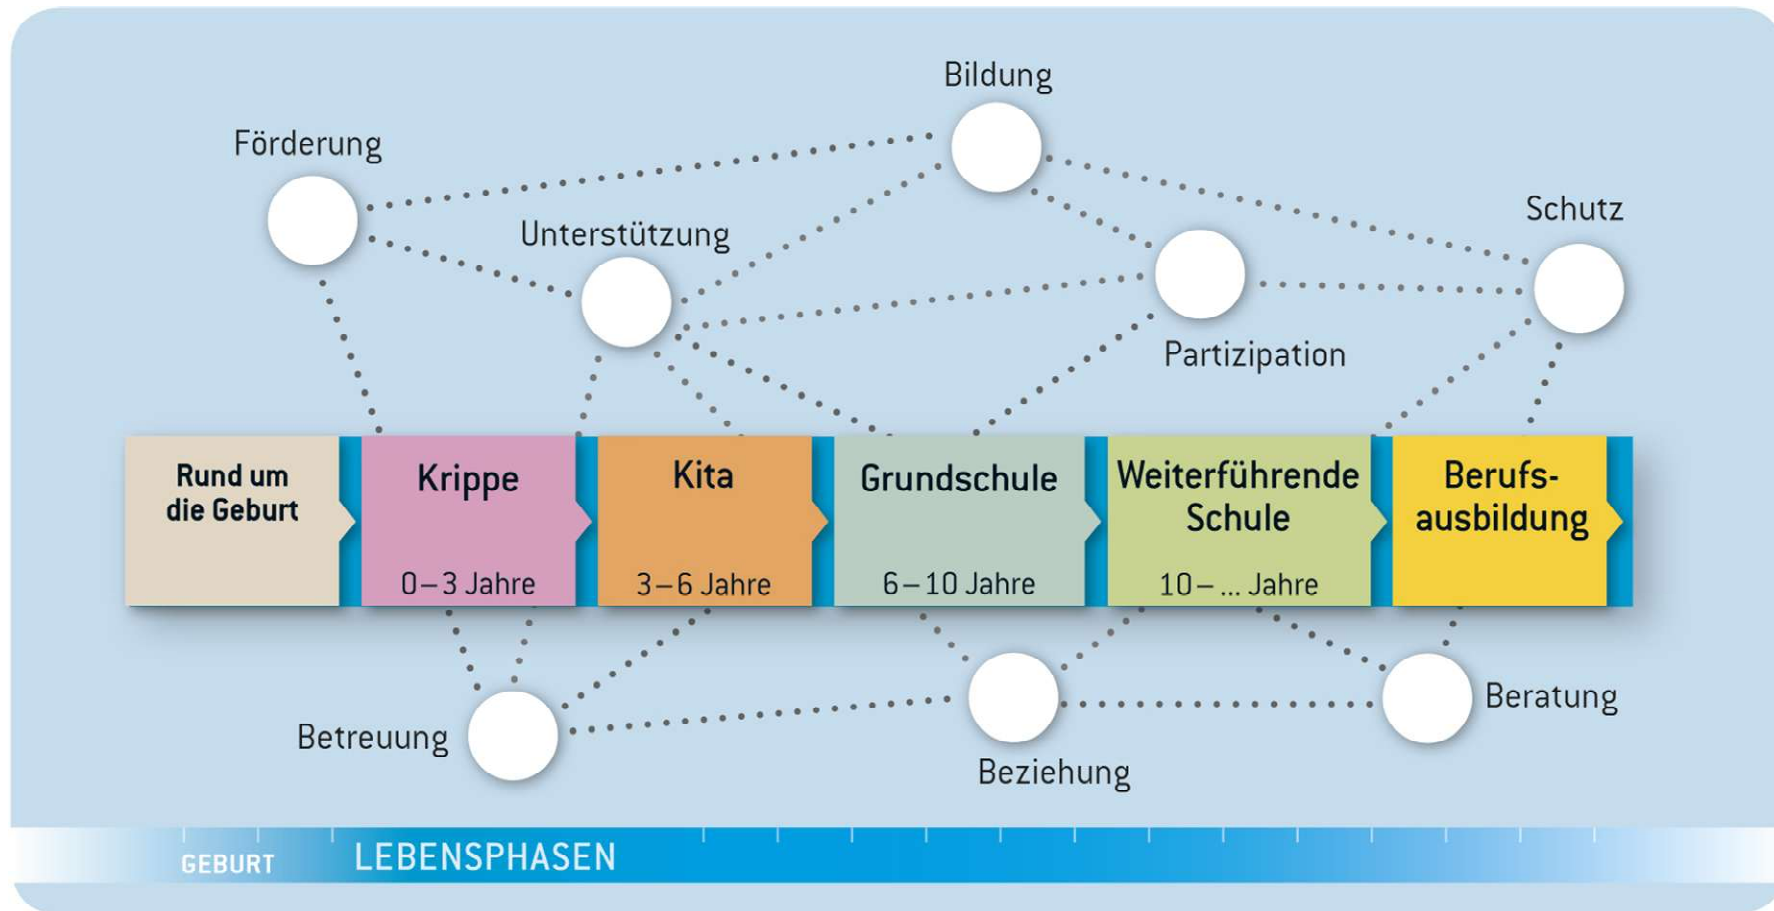 Bildung
Förderung
Schutz
Unterstützung
Partizipation
Rund um
die Geburt
Krippe
0–3 Jahre
Kita
3–6 Jahre
Grundschule
6–10 Jahre
Weiterführende
Schule
10–... Jahre
Berufs-
ausbildung
Betreuung
Beziehung
Beratung
GEBURT
LEBENSPHASEN